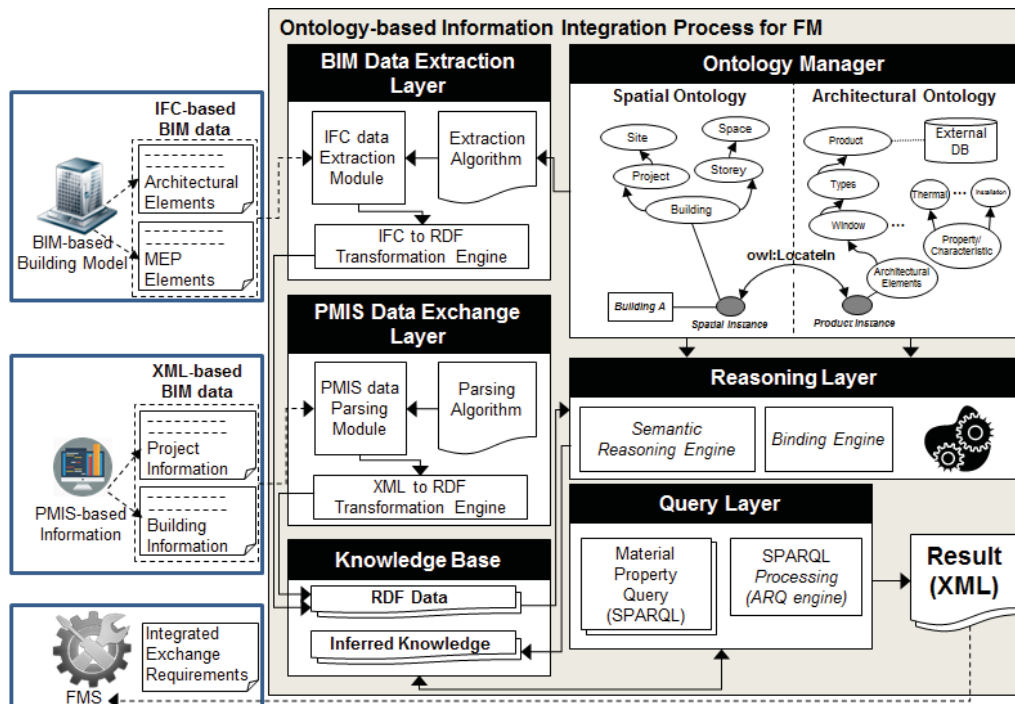 Ontology-based Information Integration Process for FM
IFC-based
BIM data
Architectural
Elements
MEP
Elements
BIM-based
Building Model
XML-based
BIM data
Project
Information
Building
Information
PMIS-based
Information
Integrated
Exchange
Requirements
FMS
BIM Data Extraction
Layer
IFC data
Extraction
Module
Extraction
Algorithm
IFC to RDF
Transformation Engine
PMIS Data Exchange
Layer
PMIS data
Parsing
Module
Parsing
Algorithm
XML to RDF
Transformation Engine
Knowledge Base
RDF Data
Inferred Knowledge
Ontology Manager
Spatial Ontology
Site
Space
Project
Storey
Building
Building A
Spatial Instance
owl:LocateIn
Architectural Ontology
Product
External
DB
Types
Thermal
...
Installation
Window
...
Property/
Characteristic
Architectural
Elements
Product Instance
Reasoning Layer
Semantic
Reasoning Engine
Binding Engine
Query Layer
Material
Property
Query
(SPARQL)
SPARQL
Processing
(ARQ engine)
Result
(XML)